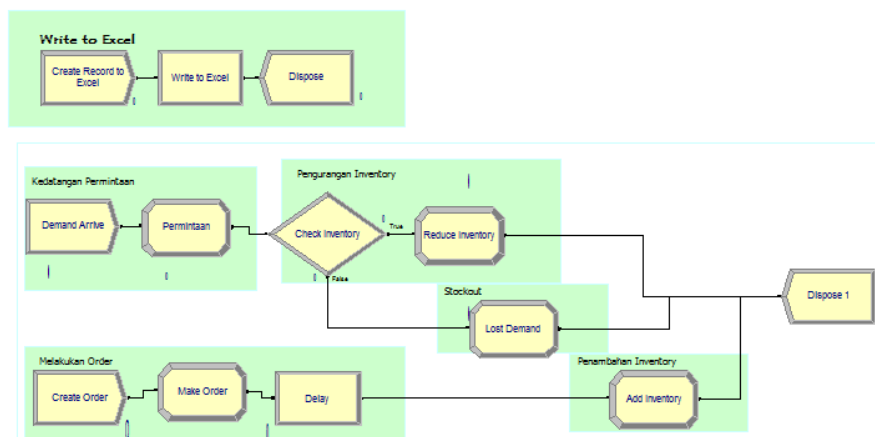 Write to Excel
Create Record to
Excel
Write to Excel
Dispose
Kedatangan Permintaan
Demand Arrive
Permintaan
Pengurangan Inventory
Check Inventory
True
False
Reduce Inventory
Stockout
Lost Demand
Dispose 1
Melakukan Order
Create Order
Make Order
Delay
Penambahan Inventory
Add Inventory